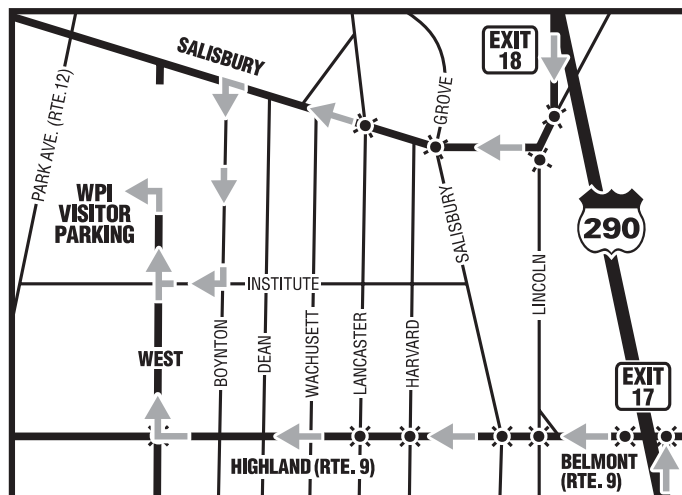 SALISBURY
EXIT
18
GROVE
PARK AVE. (RTE.12)
WPI
VISITOR
PARKING
290
SALISBURY
INSTITUTE
LINCOLN
BOYNTON
DEAN
WACHUSETT
LANCASTER
HARVARD
WEST
EXIT
17
HIGHLAND (RTE. 9)
BELMONT
(RTE. 9)